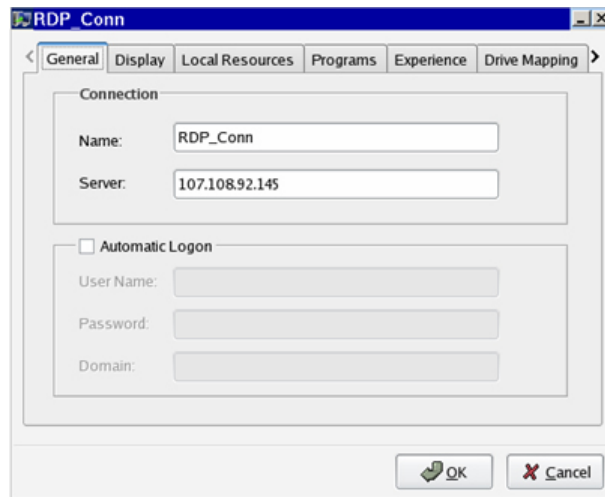 RDP_Conn
General Display Local Resources Programs Experience Drive Mapping
Connection
Name: RDP_Conn
Server: 107.108.92.145
Automatic Logon
User Name:
Password:
Domain:
OK Cancel